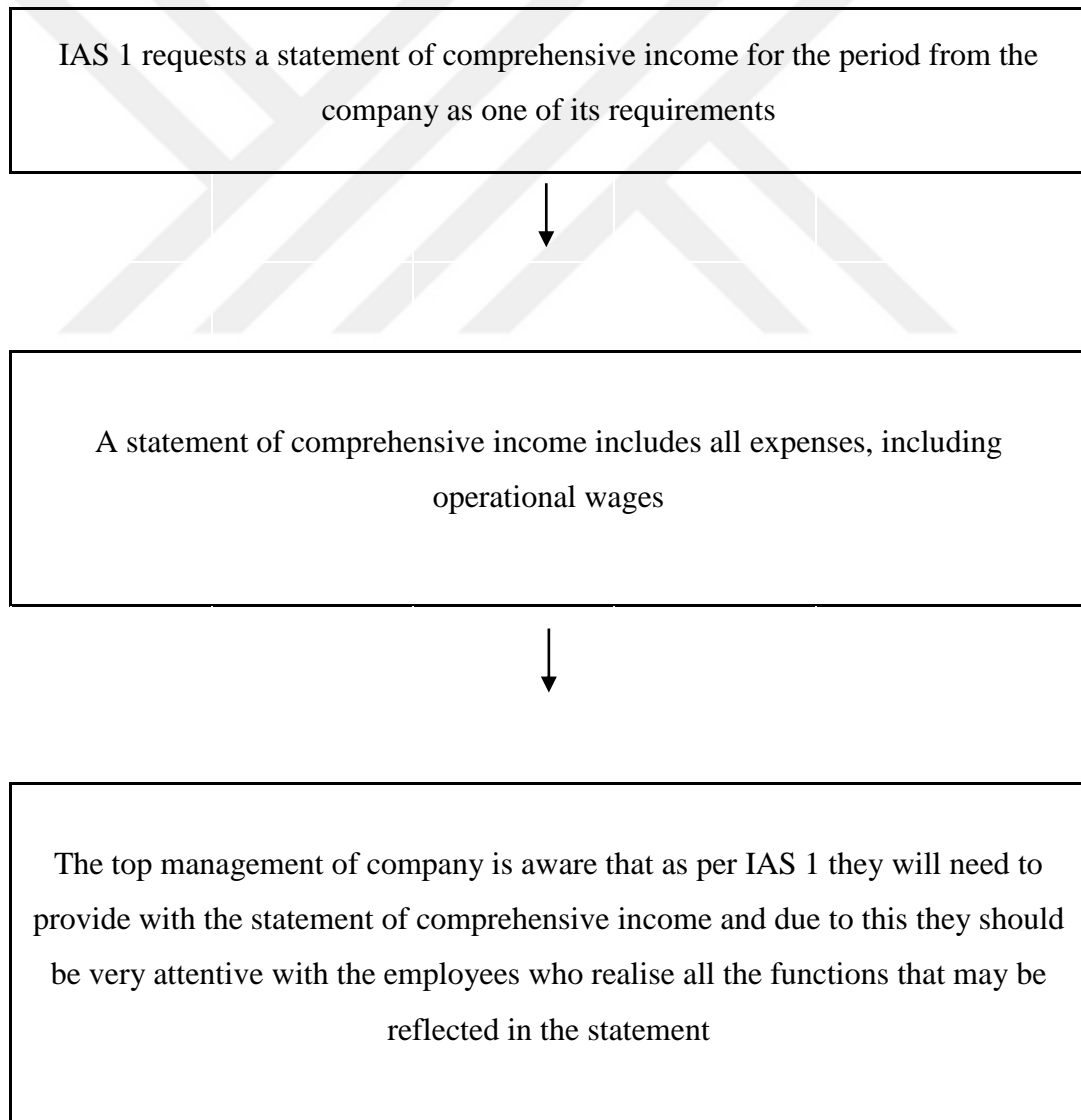 IAS 1 requests a statement of comprehensive income for the period from the
company as one of its requirements
A statement of comprehensive income includes all expenses, including
operational wages
The top management of company is aware that as per IAS 1 they will need to
provide with the statement of comprehensive income and due to this they should
be very attentive with the employees who realise all the functions that may be
reflected in the statement